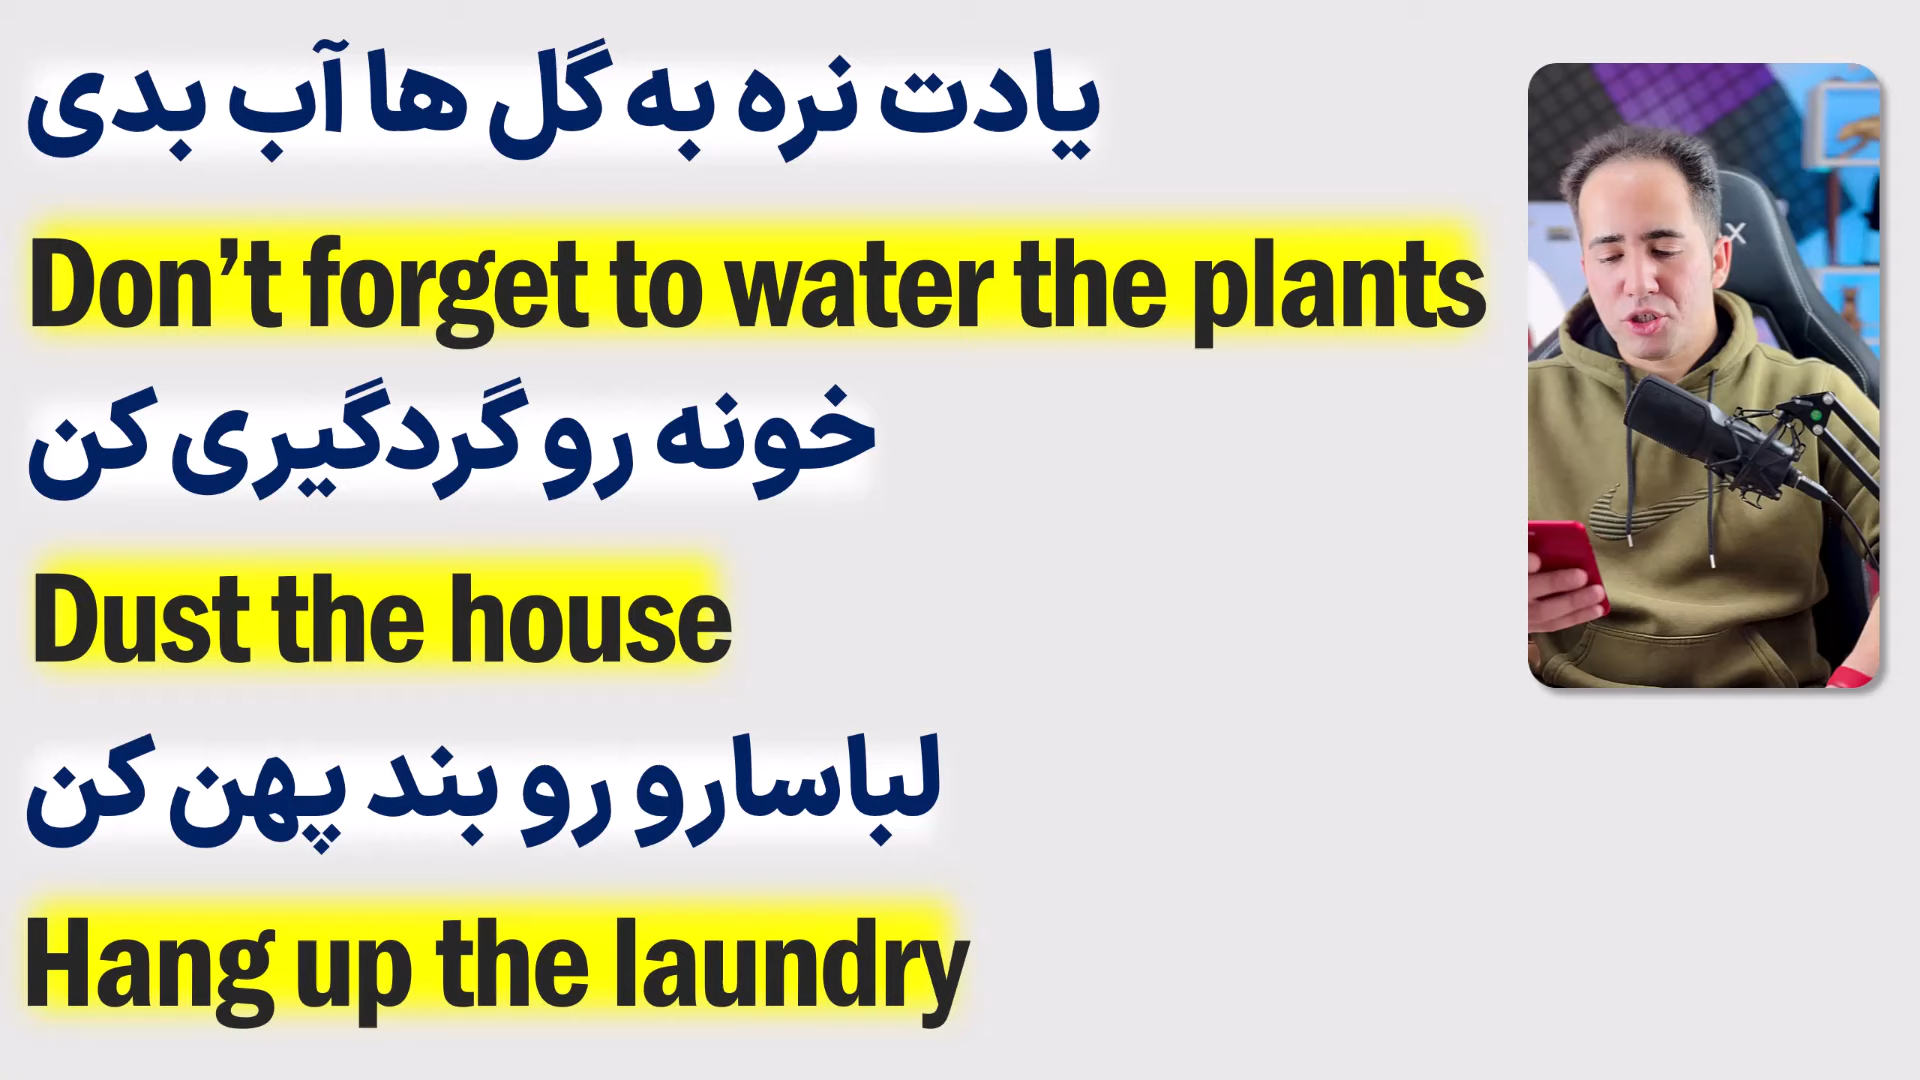 یادت نره به گل ها آب بدی
Don’t forget to water the plants
خونه رو گردگیری کن
Dust the house
لباسارو رو بند پهن کن
Hang up the laundry